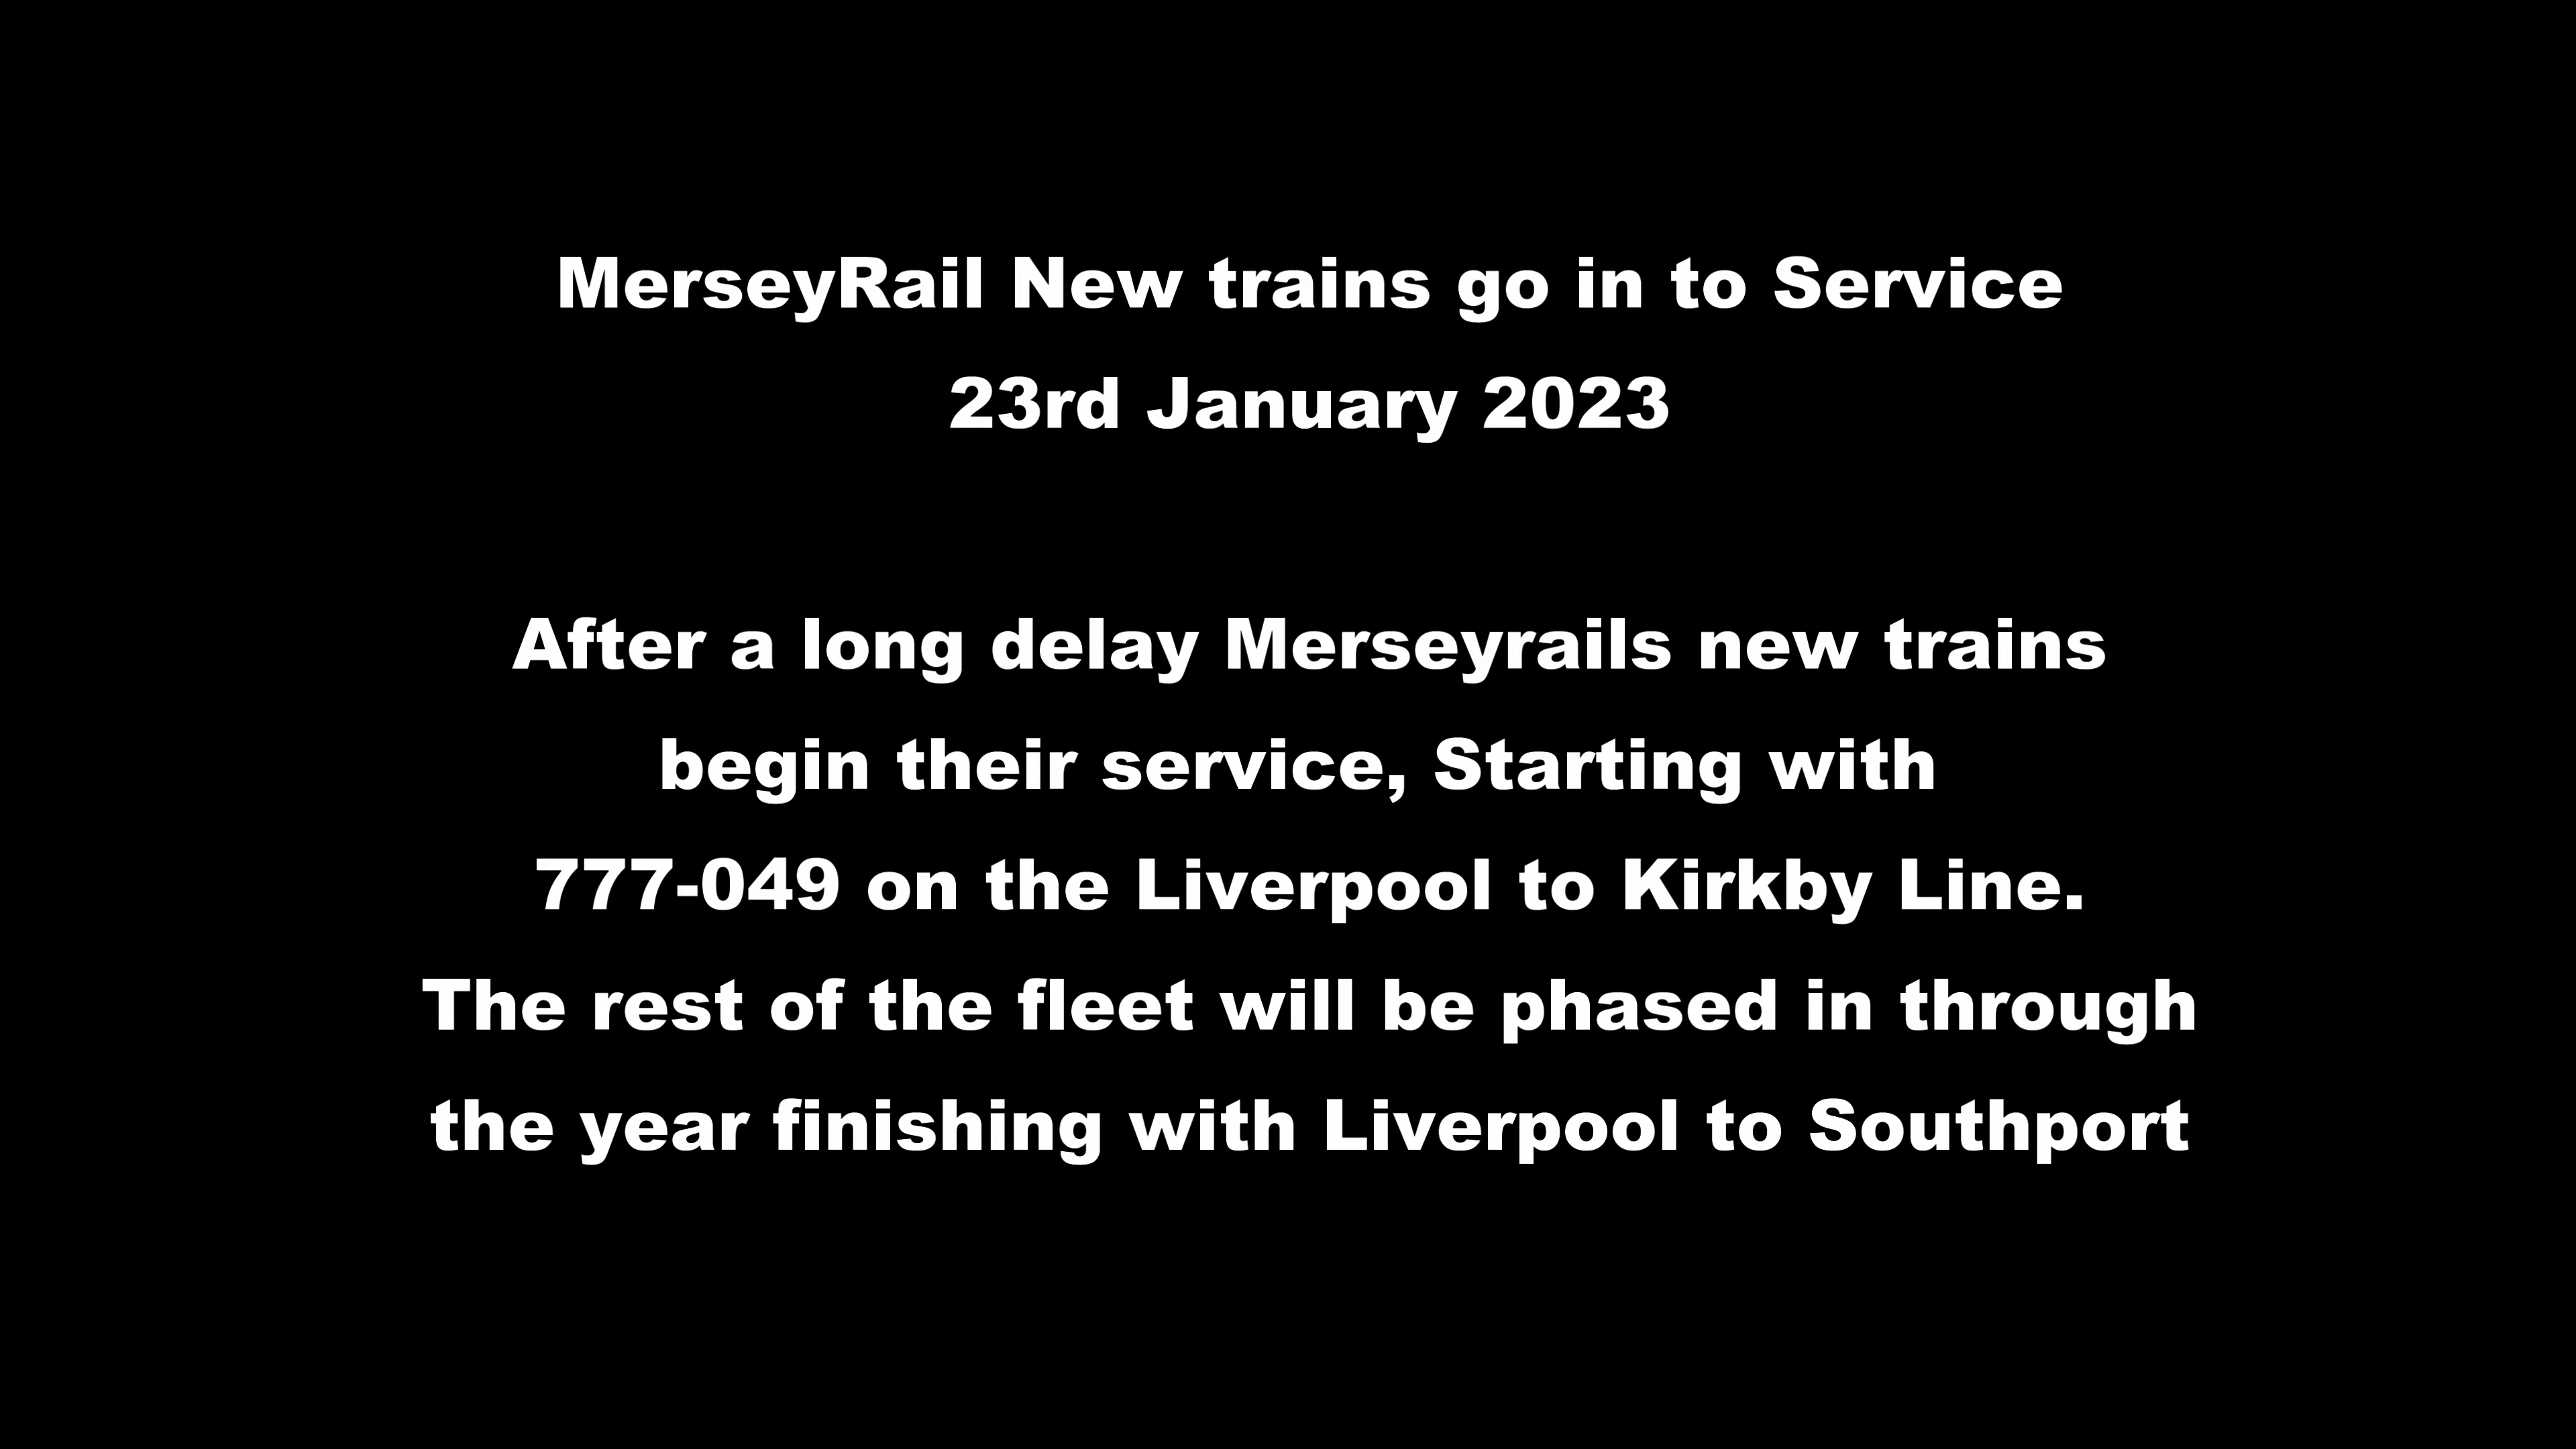 MerseyRail New trains go in to Service
23rd January 2023
After a long delay Merseyrails new trains
begin their service, Starting with
777-049 on the Liverpool to Kirkby Line.
The rest of the fleet will be phased in through
the year finishing with Liverpool to Southport